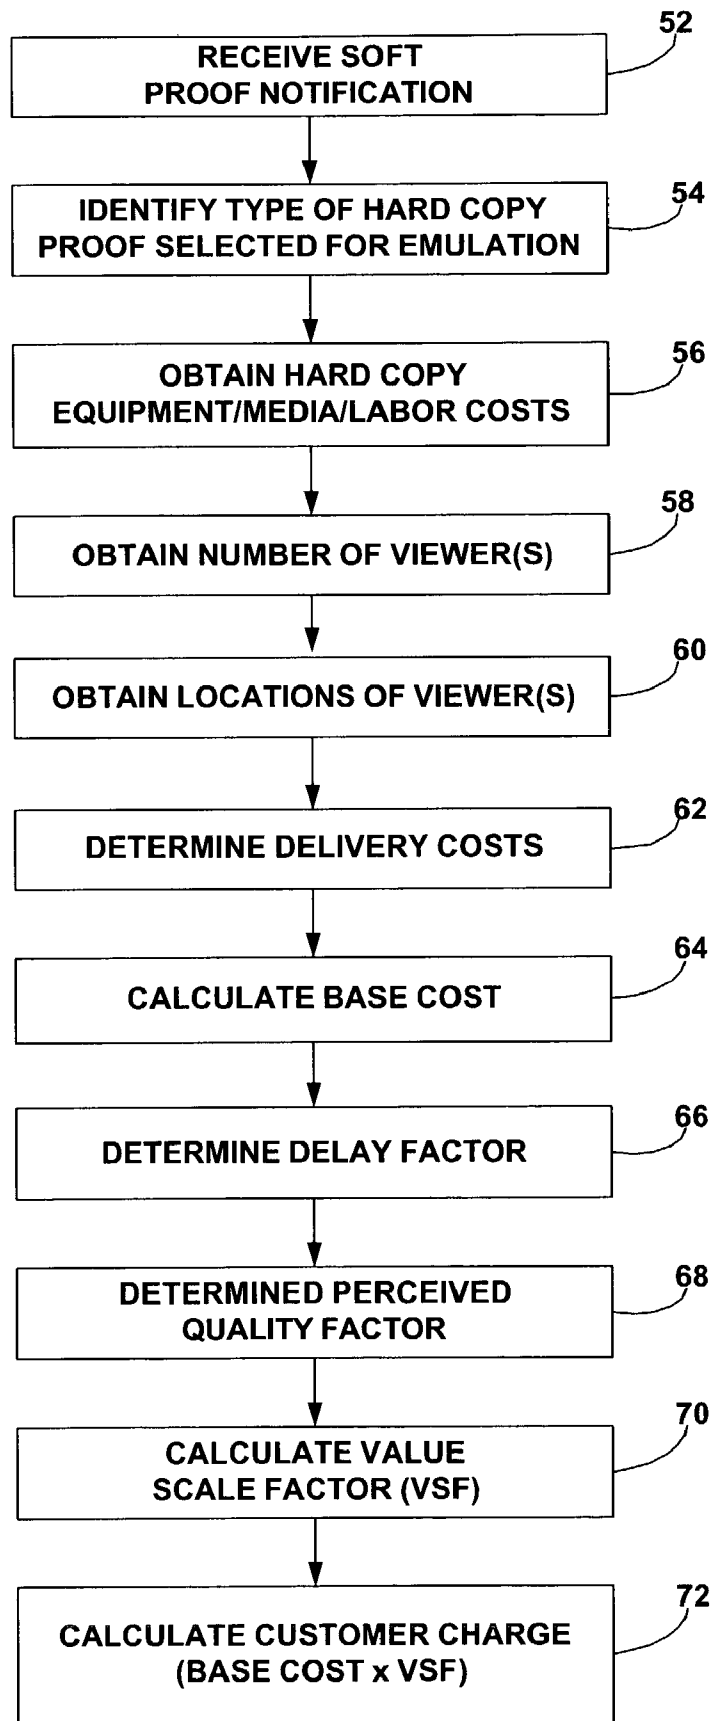 52
RECEIVE SOFT
PROOF NOTIFICATION
54
IDENTIFY TYPE OF HARD COPY
PROOF SELECTED FOR EMULATION
56
OBTAIN HARD COPY
EQUIPMENT/MEDIA/LABOR COSTS
58
OBTAIN NUMBER OF VIEWER(S)
60
OBTAIN LOCATIONS OF VIEWER(S)
62
DETERMINE DELIVERY COSTS
64
CALCULATE BASE COST
66
DETERMINE DELAY FACTOR
68
DETERMINED PERCEIVED
QUALITY FACTOR
70
CALCULATE VALUE
SCALE FACTOR (VSF)
72
CALCULATE CUSTOMER CHARGE
(BASE COST x VSF)